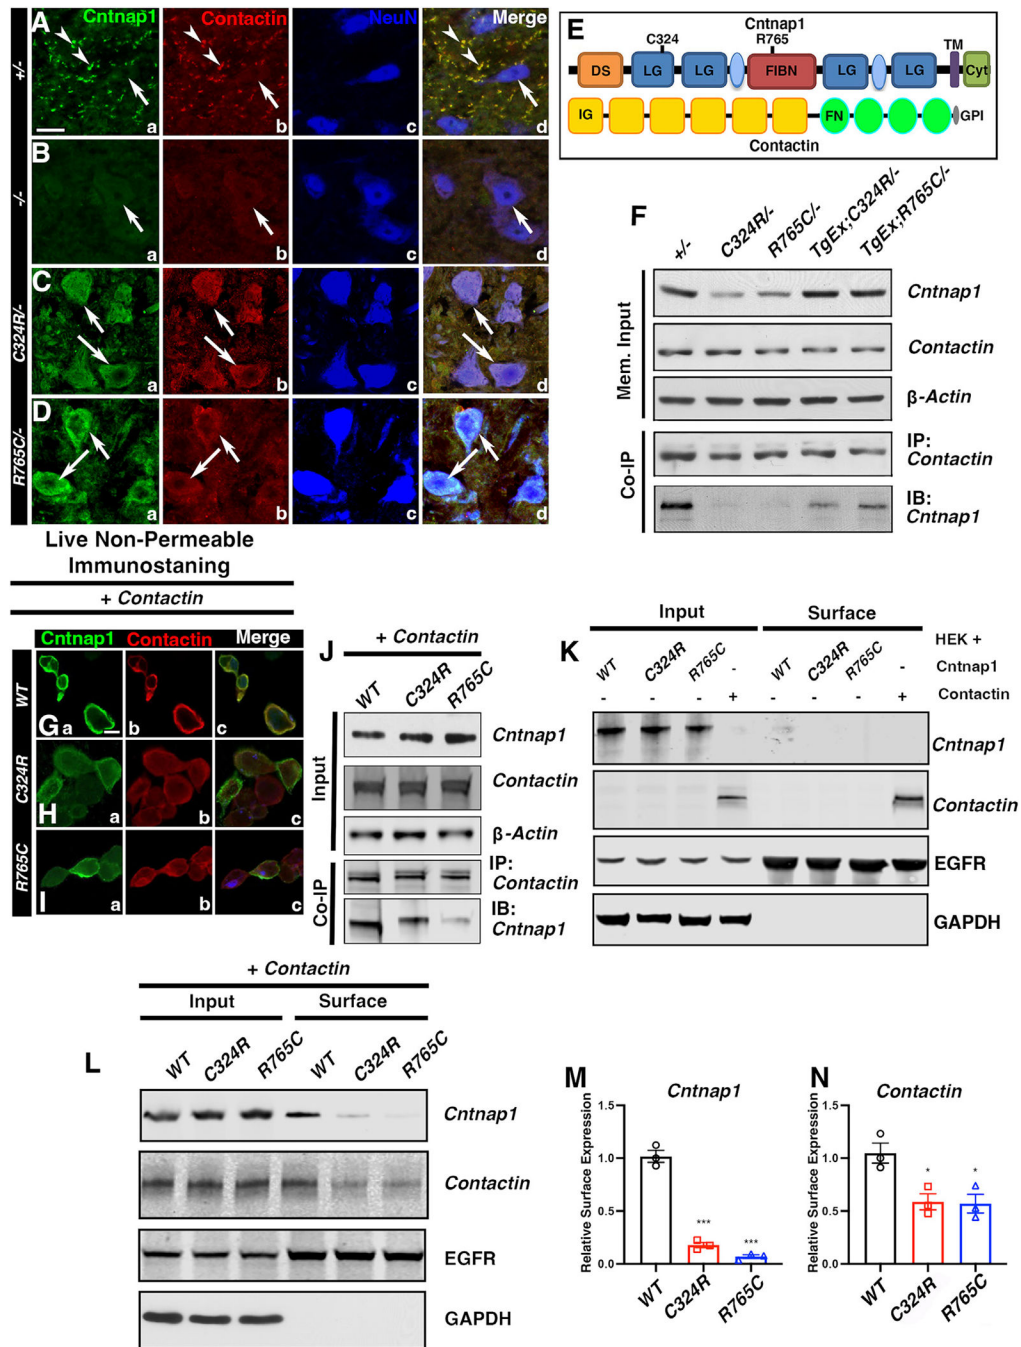 A
Cntnap1
Contactin
NeuN
Merge
+/-
a
b
c
d
B
-/-
a
b
c
d
C
C324R/-
a
b
c
d
D
R765C/-
a
b
c
d
E
Cntnap1
C324
R765
TM
DS
LG
LG
FIBN
LG
LG
Cyt
IG
FN
GPI
Contactin
F
+/-
C324R/-
R765C/-
TgEx;C324R/-
TgEx;R765C/-
Mem. Input
Cntnap1
Contactin
β-Actin
Co-IP
IP:
Contactin
IB:
Cntnap1
Live Non-Permeable
Immunostaning
+ Contactin
Cntnap1
Contactin
Merge
WT
G
a
b
c
C324R
H
a
b
c
R765C
I
a
b
c
J
+ Contactin
WT
C324R
R765C
Input
Cntnap1
Contactin
β-Actin
Co-IP
IP:
Contactin
IB:
Cntnap1
K
Input
Surface
HEK +
WT
C324R
R765C
-
WT
C324R
R765C
-
Cntnap1
-
-
-
+
-
-
-
+
Contactin
Cntnap1
Contactin
EGFR
GAPDH
L
+ Contactin
Input
Surface
WT
C324R
R765C
WT
C324R
R765C
Cntnap1
Contactin
EGFR
GAPDH
M
Cntnap1
Relative Surface Expression
1.5
1.0
0.5
0.0
***
***
WT
C324R
R765C
N
Contactin
Relative Surface Expression
1.5
1.0
0.5
0.0
*
*
WT
C324R
R765C